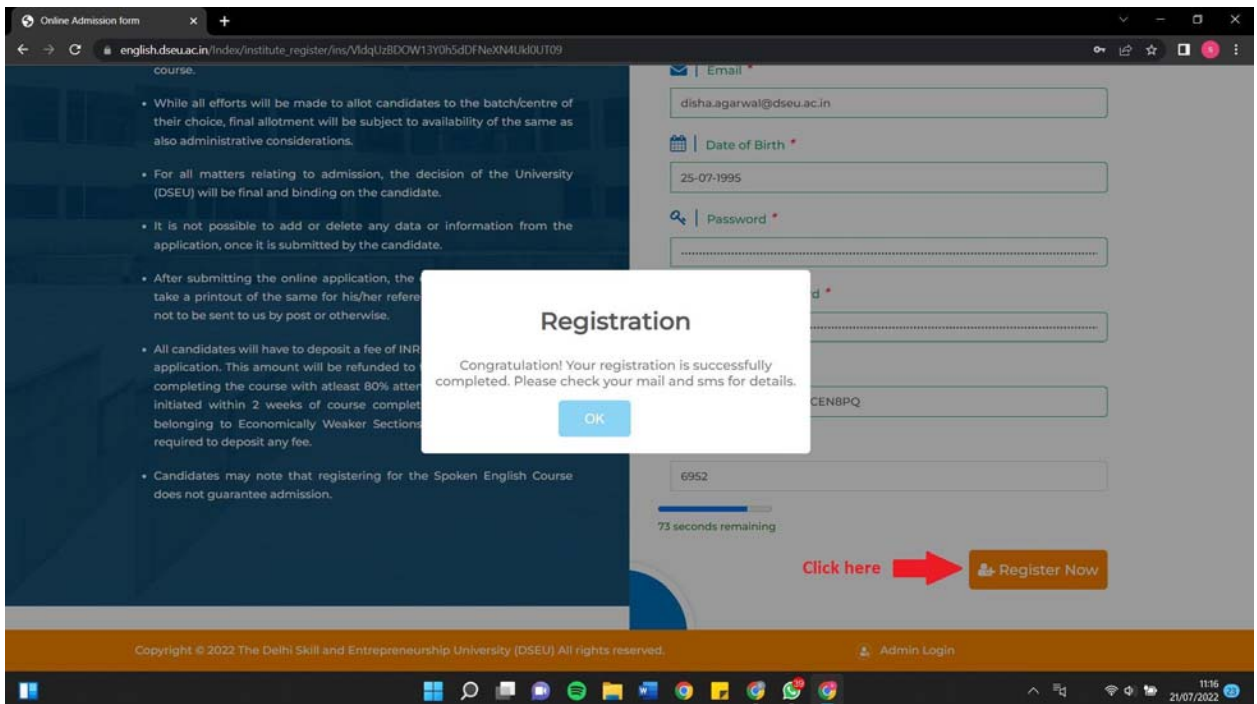 Online Admission form
english.dseu.ac.in/Index/institute_register/ins/VldqUzBDOW13Y0h5dDFNeXN4Ukl0UT09
course.
• While all efforts will be made to allot candidates to the batch/centre of
their choice, final allotment will be subject to availability of the same as
also administrative considerations.
• For all matters relating to admission, the decision of the University
(DSEU) will be final and binding on the candidate.
• It is not possible to add or delete any data or information from the
application, once it is submitted by the candidate.
• After submitting the online application, the
take a printout of the same for his/her refere
not to be sent to us by post or otherwise.
• All candidates will have to deposit a fee of INR
application. This amount will be refunded to
completing the course with atleast 80% atten
initiated within 2 weeks of course complet
belonging to Economically Weaker Sections
required to deposit any fee.
• Candidates may note that registering for the Spoken English Course
does not guarantee admission.
Email *
disha.agarwal@dseu.ac.in
Date of Birth *
25-07-1995
Password *
d *
CEN8PQ
6952
73 seconds remaining
Click here
Register Now
Registration
Congratulation! Your registration is successfully
completed. Please check your mail and sms for details.
OK
Copyright © 2022 The Delhi Skill and Entrepreneurship University (DSEU) All rights reserved.
Admin Login
39
11:16
21/07/2022
23